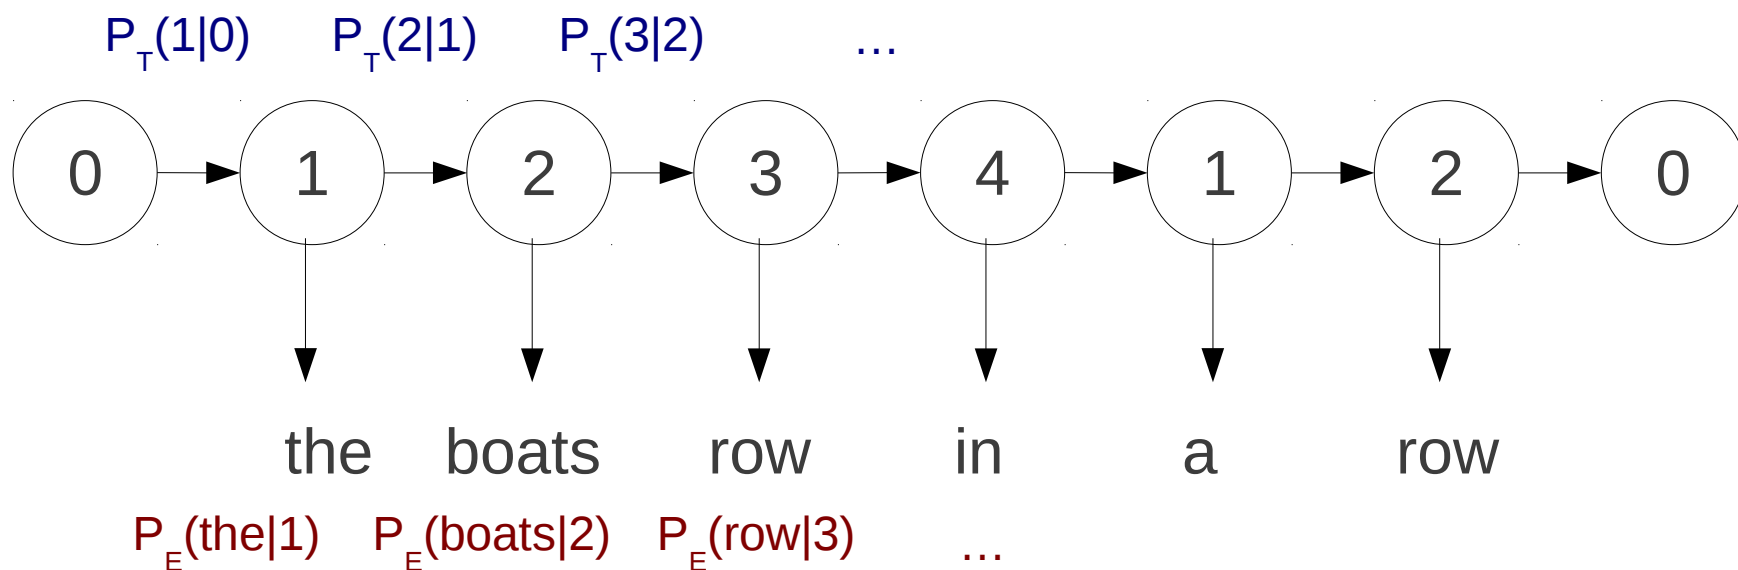 P_T(1|0) P_T(2|1) P_T(3|2) ...
0 1 2 3 4 1 2 0
the boats row in a row
P_E(the|1) P_E(boats|2) P_E(row|3) ...